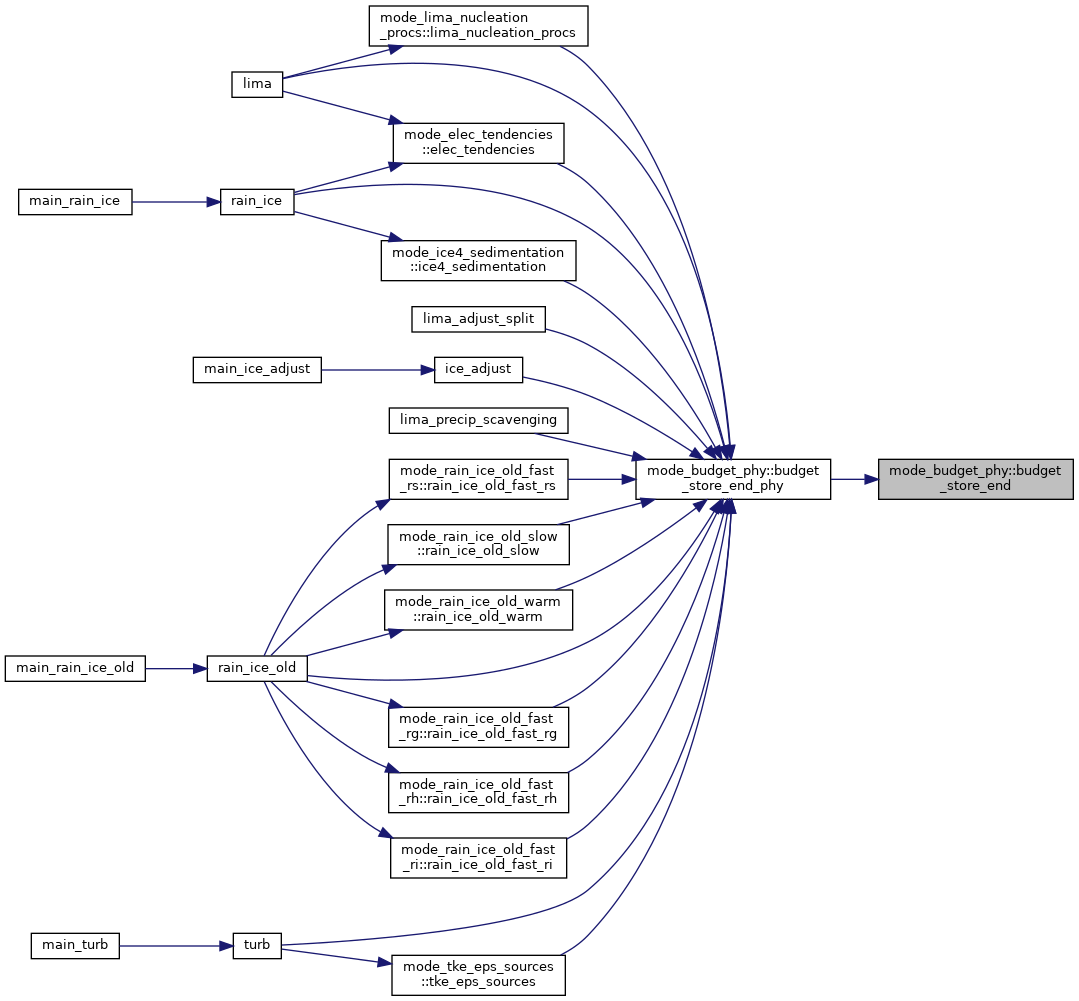 mode_lima_nucleation
_procs::lima_nucleation_procs
lima
mode_elec_tendencies
::elec_tendencies
main_rain_ice
rain_ice
mode_ice4_sedimentation
::ice4_sedimentation
lima_adjust_split
main_ice_adjust
ice_adjust
lima_precip_scavenging
mode_rain_ice_old_fast
_rs::rain_ice_old_fast_rs
mode_budget_phy::budget
_store_end_phy
mode_budget_phy::budget
_store_end
mode_rain_ice_old_slow
::rain_ice_old_slow
mode_rain_ice_old_warm
::rain_ice_old_warm
main_rain_ice_old
rain_ice_old
mode_rain_ice_old_fast
_rg::rain_ice_old_fast_rg
mode_rain_ice_old_fast
_rh::rain_ice_old_fast_rh
mode_rain_ice_old_fast
_ri::rain_ice_old_fast_ri
main_turb
turb
mode_tke_eps_sources
::tke_eps_sources